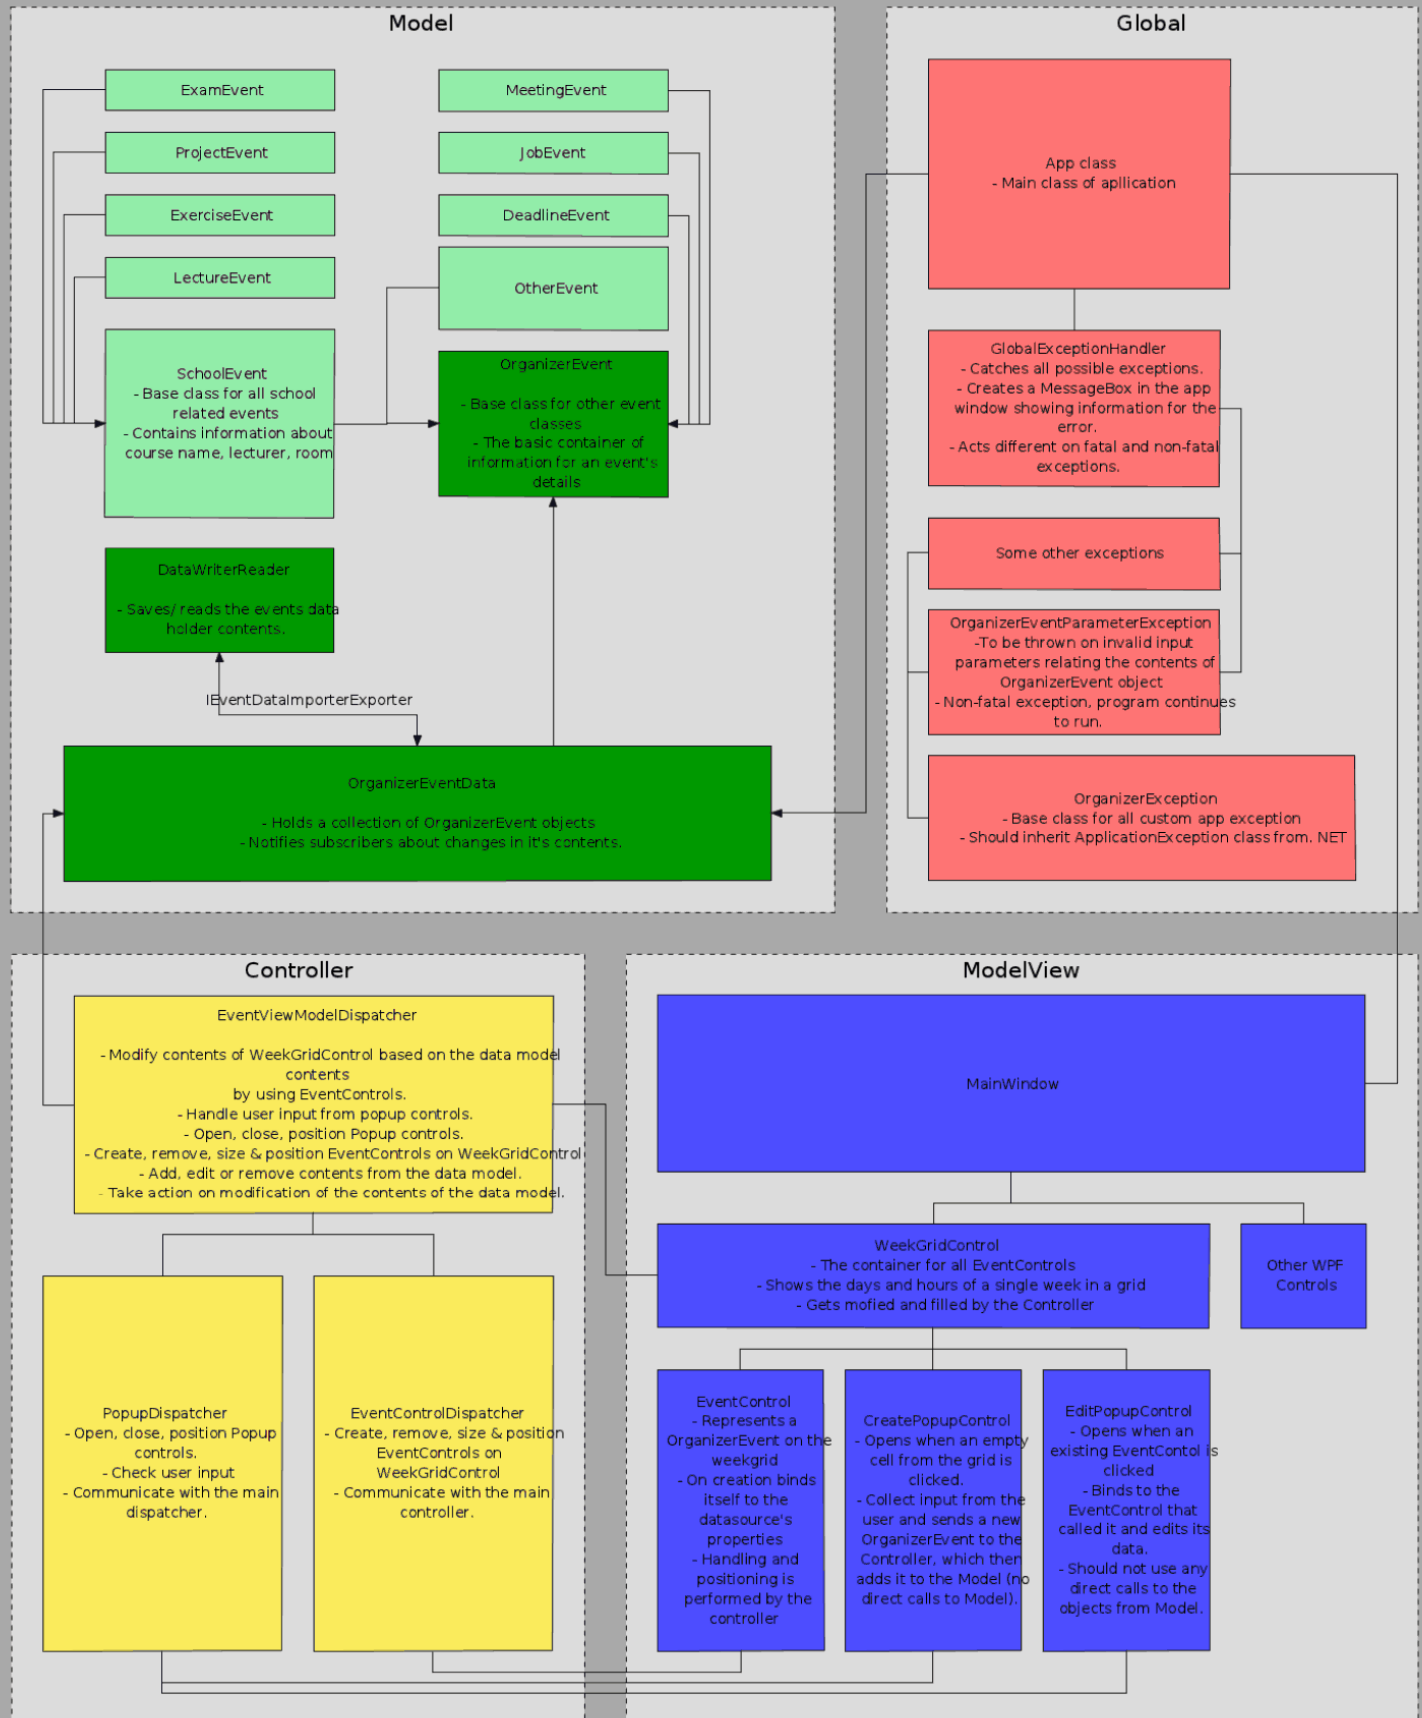 Model
ExamEvent
ProjectEvent
ExerciseEvent
LectureEvent
SchoolEvent
- Base class for all school
related events
- Contains information about
course name, lecturer, room
MeetingEvent
JobEvent
DeadlineEvent
OtherEvent
OrganizerEvent
- Base class for other event
classes
- The basic container of
information for an event's
details
DataWriterReader
- Saves/ reads the events data
holder contents.
IEventDataImporterExporter
OrganizerEventData
- Holds a collection of OrganizerEvent objects
- Notifies subscribers about changes in it's contents.
Global
App class
- Main class of apllication
GlobalExceptionHandler
- Catches all possible exceptions.
- Creates a MessageBox in the app
window showing information for the
error.
- Acts different on fatal and non-fatal
exceptions.
Some other exceptions
OrganizerEventParameterException
-To be thrown on invalid input
parameters relating the contents of
OrganizerEvent object
- Non-fatal exception, program continues
to run.
OrganizerException
- Base class for all custom app exception
- Should inherit ApplicationException class from. NET
Controller
EventViewModelDispatcher
- Modify contents of WeekGridControl based on the data model
contents
by using EventControls.
- Handle user input from popup controls.
- Open, close, position Popup controls.
- Create, remove, size & position EventControls on WeekGridControl
- Add, edit or remove contents from the data model.
- Take action on modification of the contents of the data model.
PopupDispatcher
- Open, close, position Popup
controls.
- Check user input
- Communicate with the main
dispatcher.
EventControlDispatcher
- Create, remove, size & position
EventControls on
WeekGridControl
- Communicate with the main
controller.
ModelView
MainWindow
WeekGridControl
- The container for all EventControls
- Shows the days and hours of a single week in a grid
- Gets mofied and filled by the Controller
Other WPF
Controls
EventControl
- Represents a
OrganizerEvent on the
weekgrid
- On creation binds
itself to the
datasource's
properties
- Handling and
positioning is
performed by the
controller
CreatePopupControl
- Opens when an empty
cell from the grid is
clicked.
- Collect input from the
user and sends a new
OrganizerEvent to the
Controller, which then
adds it to the Model (no
direct calls to Model).
EditPopupControl
- Opens when an
existing EventContol is
clicked
- Binds to the
EventControl that
called it and edits its
data.
- Should not use any
direct calls to the
objects from Model.